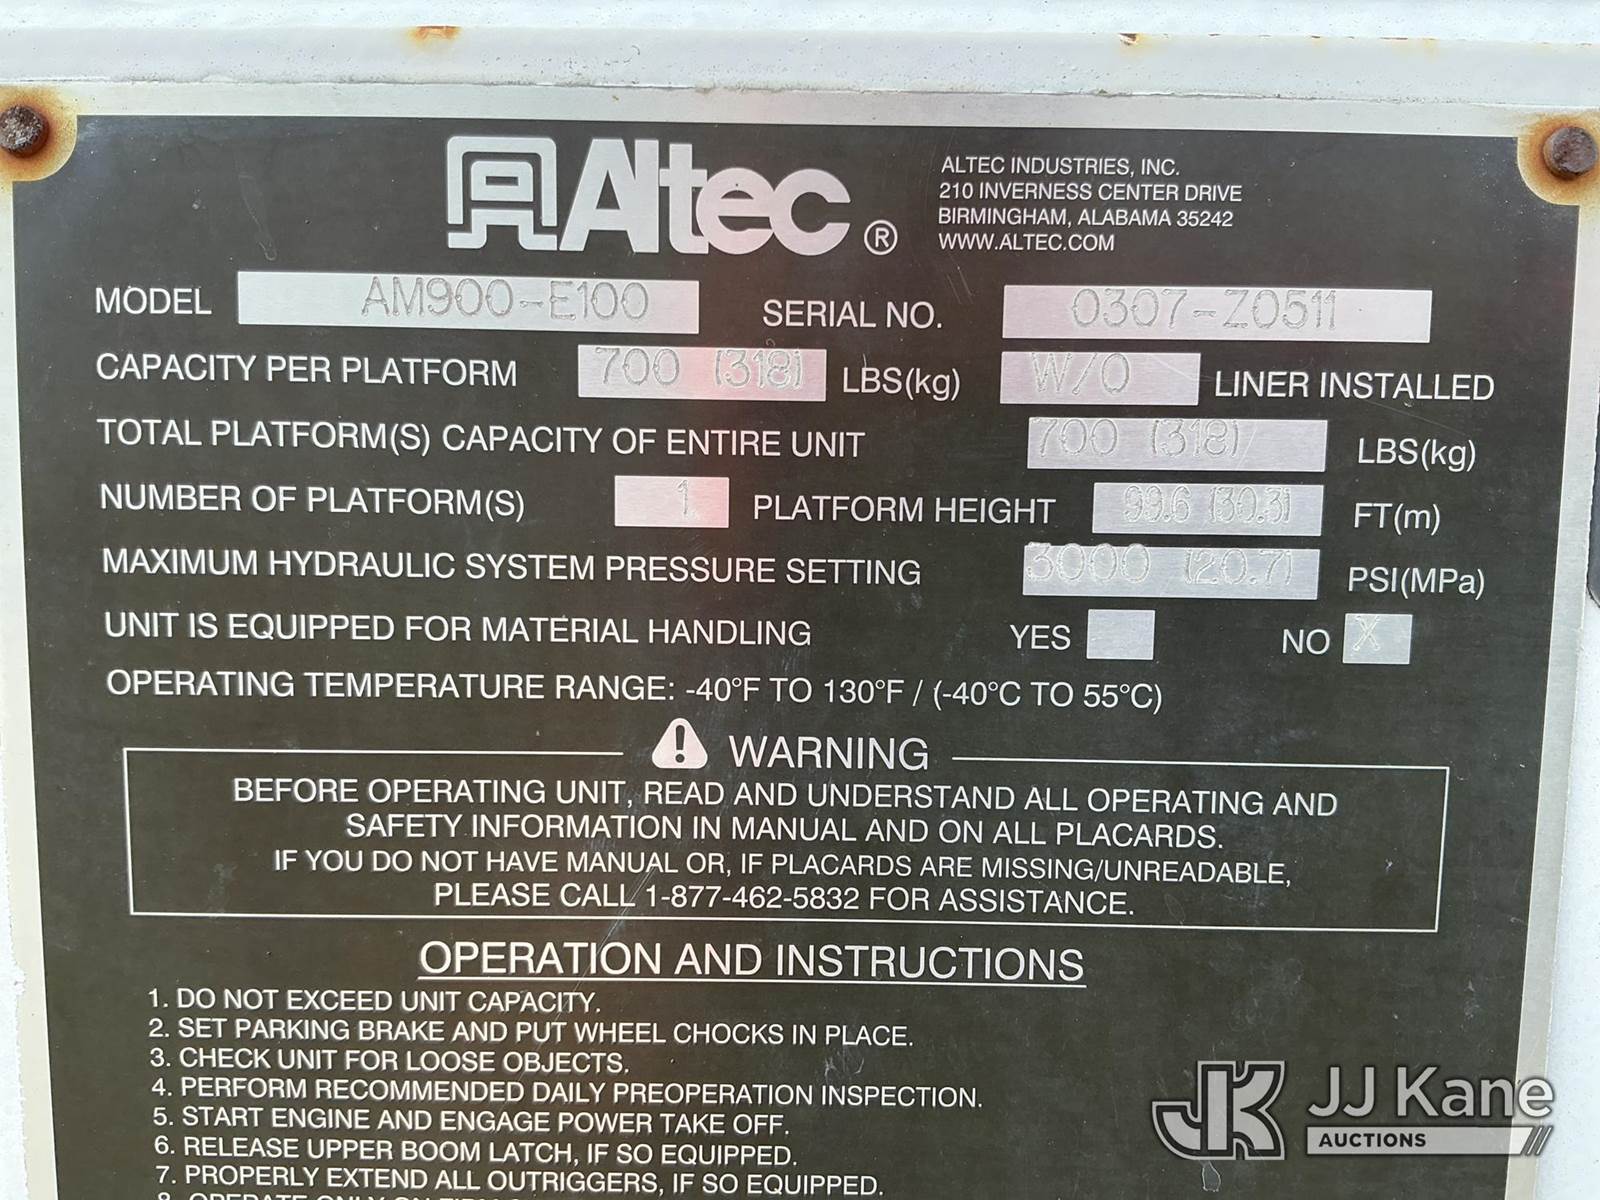 Altec ®
ALTEC INDUSTRIES, INC.
210 INVERNESS CENTER DRIVE
BIRMINGHAM, ALABAMA 35242
WWW.ALTEC.COM
MODEL AM900-E100 SERIAL NO. 0307-Z0511
CAPACITY PER PLATFORM 700 (318) LBS(kg) W/O LINER INSTALLED
TOTAL PLATFORM(S) CAPACITY OF ENTIRE UNIT 700 (318) LBS(kg)
NUMBER OF PLATFORM(S) 1 PLATFORM HEIGHT 99.6 (30.3) FT(m)
MAXIMUM HYDRAULIC SYSTEM PRESSURE SETTING 3000 (20.7) PSI(MPa)
UNIT IS EQUIPPED FOR MATERIAL HANDLING YES NO X
OPERATING TEMPERATURE RANGE: -40°F TO 130°F / (-40°C TO 55°C)
WARNING
BEFORE OPERATING UNIT, READ AND UNDERSTAND ALL OPERATING AND
SAFETY INFORMATION IN MANUAL AND ON ALL PLACARDS.
IF YOU DO NOT HAVE MANUAL OR, IF PLACARDS ARE MISSING/UNREADABLE,
PLEASE CALL 1-877-462-5832 FOR ASSISTANCE.
OPERATION AND INSTRUCTIONS
1. DO NOT EXCEED UNIT CAPACITY.
2. SET PARKING BRAKE AND PUT WHEEL CHOCKS IN PLACE.
3. CHECK UNIT FOR LOOSE OBJECTS.
4. PERFORM RECOMMENDED DAILY PREOPERATION INSPECTION.
5. START ENGINE AND ENGAGE POWER TAKE OFF.
6. RELEASE UPPER BOOM LATCH, IF SO EQUIPPED.
7. PROPERLY EXTEND ALL OUTRIGGERS, IF SO EQUIPPED.
8. OPERATE ONLY ON
JK JJ Kane
AUCTIONS